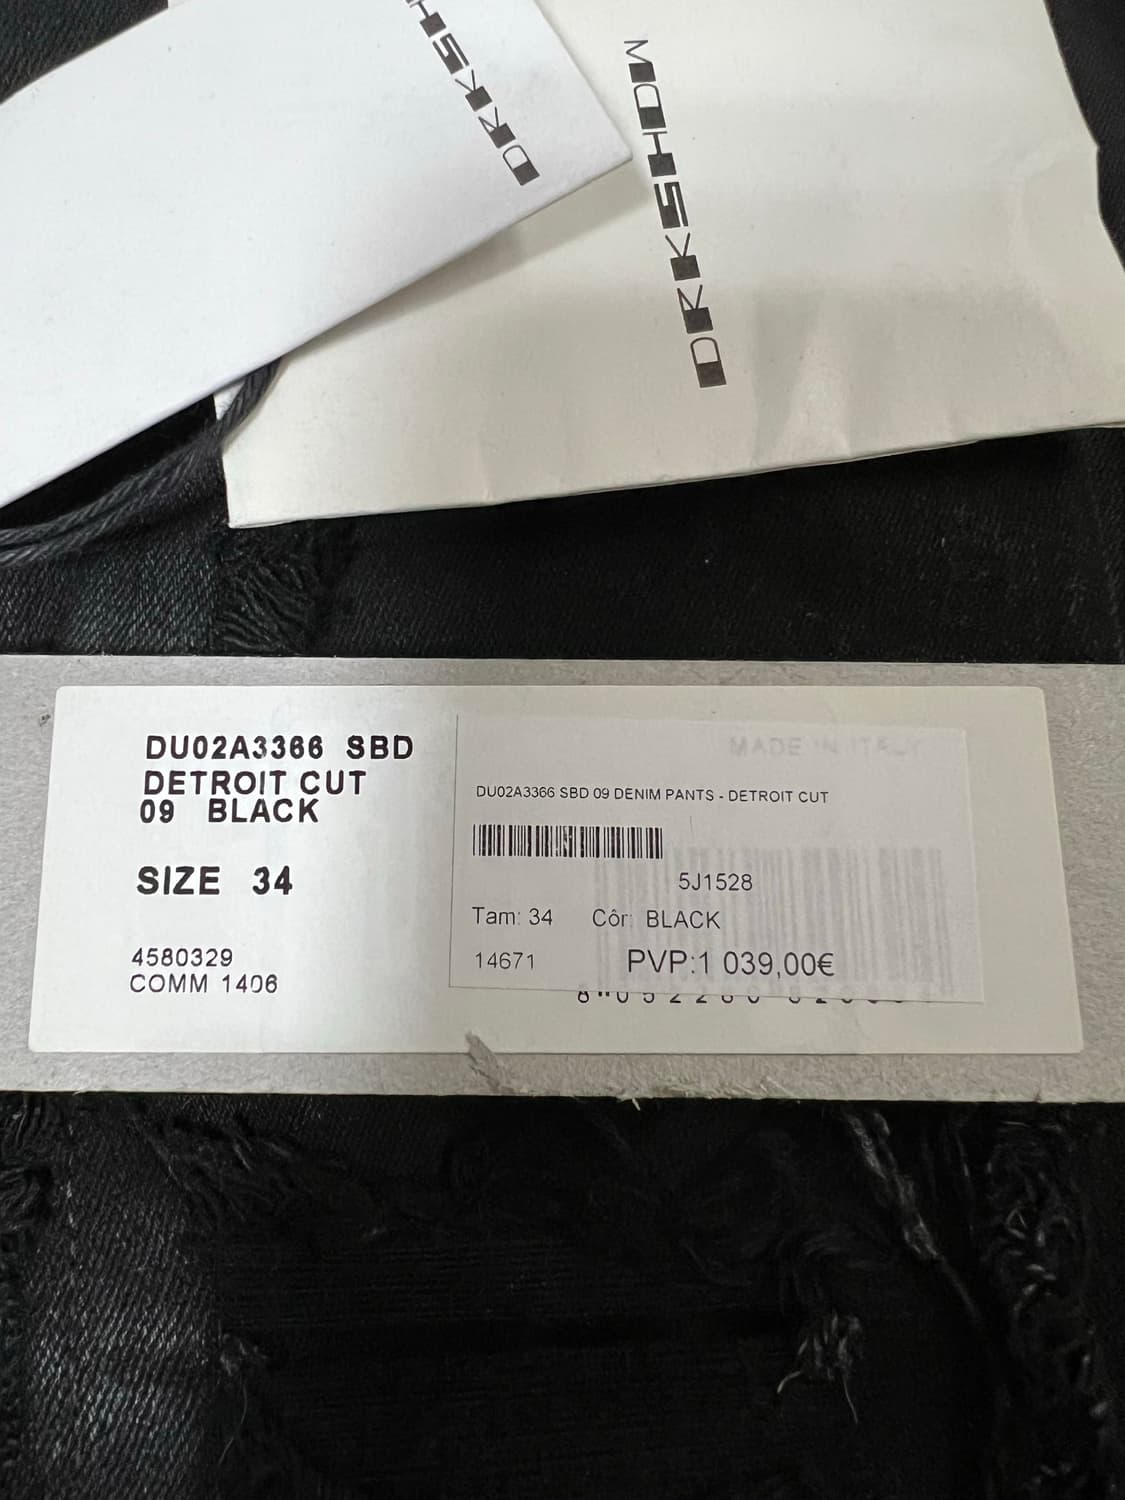 DRKSH
DRKSHDW
DU02A3366 SBD
DETROIT CUT
09 BLACK
SIZE 34
4580329
COMM 1406
MADE IN ITALY
DU02A3366 SBD 09 DENIM PANTS - DETROIT CUT
5J1528
Tam: 34 Côr: BLACK
14671 PVP:1 039,00€